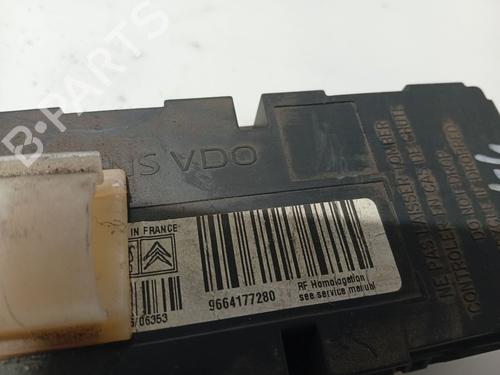 B-PARTS
NS VDO
IN FRANCE
9664177280
/06353
RF Homologation
see service manual
PAS LAISSER TOMBER
CONTROLER EN CAS DE CHUTE
DO NOT DROP